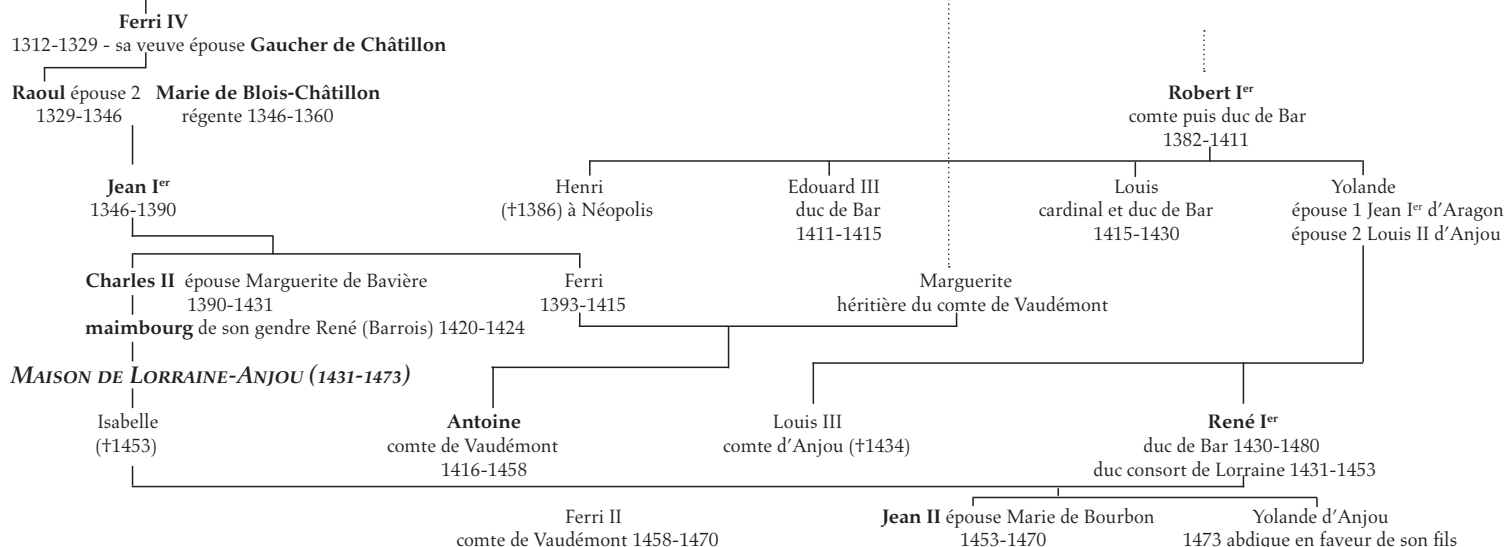 Ferri IV
1312-1329 - sa veuve épouse Gaucher de Châtillon
Raoul épouse 2 Marie de Blois-Châtillon
1329-1346 régente 1346-1360
Robert Ier
comte puis duc de Bar
1382-1411
Jean Ier
1346-1390
Henri
(†1386) à Néopolis
Edouard III
duc de Bar
1411-1415
Louis
cardinal et duc de Bar
1415-1430
Yolande
épouse 1 Jean Ier d'Aragon
épouse 2 Louis II d'Anjou
Charles II épouse Marguerite de Bavière
1390-1431
maimbourg de son gendre René (Barrois) 1420-1424
Ferri
1393-1415
Marguerite
héritière du comte de Vaudémont
MAISON DE LORRAINE-ANJOU (1431-1473)
Isabelle
(†1453)
Antoine
comte de Vaudémont
1416-1458
Louis III
comte d'Anjou (†1434)
René Ier
duc de Bar 1430-1480
duc consort de Lorraine 1431-1453
Ferri II
comte de Vaudémont 1458-1470
Jean II épouse Marie de Bourbon
1453-1470
Yolande d'Anjou
1473 abdique en faveur de son fils